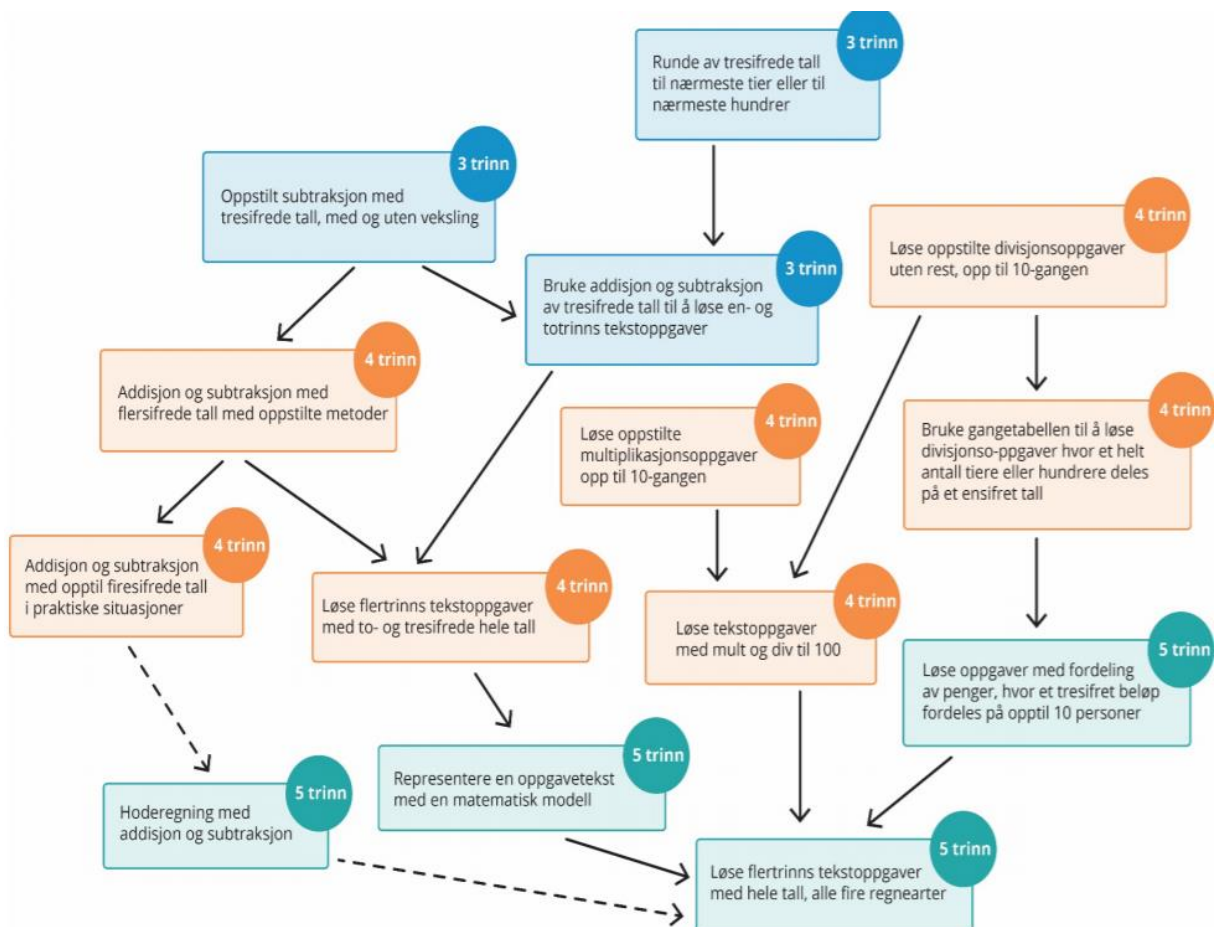 3 trinn
Runde av tresifrede tall
til nærmeste tier eller til
nærmeste hundrer
3 trinn
Oppstilt subtraksjon med
tresifrede tall, med og uten veksling
4 trinn
Løse oppstilte divisjonsoppgaver
uten rest, opp til 10-gangen
3 trinn
Bruke addisjon og subtraksjon
av tresifrede tall til å løse en- og
totrinns tekstoppgaver
4 trinn
Addisjon og subtraksjon med
flersifrede tall med oppstilte metoder
4 trinn
Løse oppstilte
multiplikasjonsoppgaver
opp til 10-gangen
4 trinn
Bruke gangetabellen til å løse
divisjonso-ppgaver hvor et helt
antall tiere eller hundrere deles
på et ensifret tall
4 trinn
Addisjon og subtraksjon
med opptil firesifrede tall
i praktiske situasjoner
4 trinn
Løse flertrinns tekstoppgaver
med to- og tresifrede hele tall
4 trinn
Løse tekstoppgaver
med mult og div til 100
5 trinn
Løse oppgaver med fordeling
av penger, hvor et tresifret beløp
fordeles på opptil 10 personer
5 trinn
Hoderegning med
addisjon og subtraksjon
5 trinn
Representere en oppgavetekst
med en matematisk modell
5 trinn
Løse flertrinns tekstoppgaver
med hele tall, alle fire regnearter